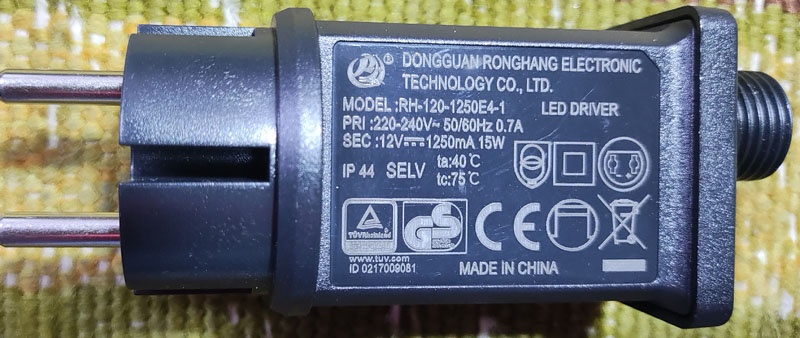 DONGGUAN RONGHANG ELECTRONIC
TECHNOLOGY CO., LTD.
MODEL :RH-120-1250E4-1 LED DRIVER
PRI :220-240V~ 50/60Hz 0.7A
SEC :12V⎓1250mA 15W
IP 44 SELV ta:40℃
tc:75℃
TÜVRheinland
GS
CE
www.tuv.com
ID 0217009081
MADE IN CHINA